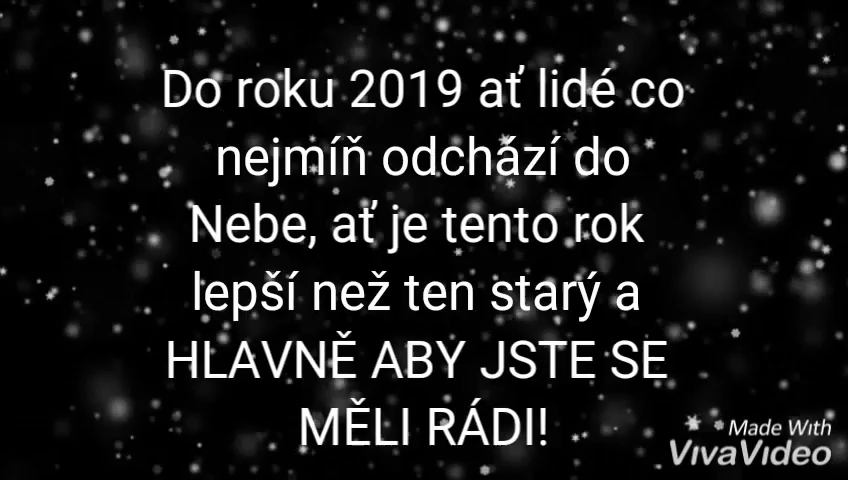 Do roku 2019 ať lidé co
nejmíň odchází do
Nebe, ať je tento rok
lepší než ten starý a
HLAVNĚ ABY JSTE SE
MĚLI RÁDI!
Made With
VivaVideo